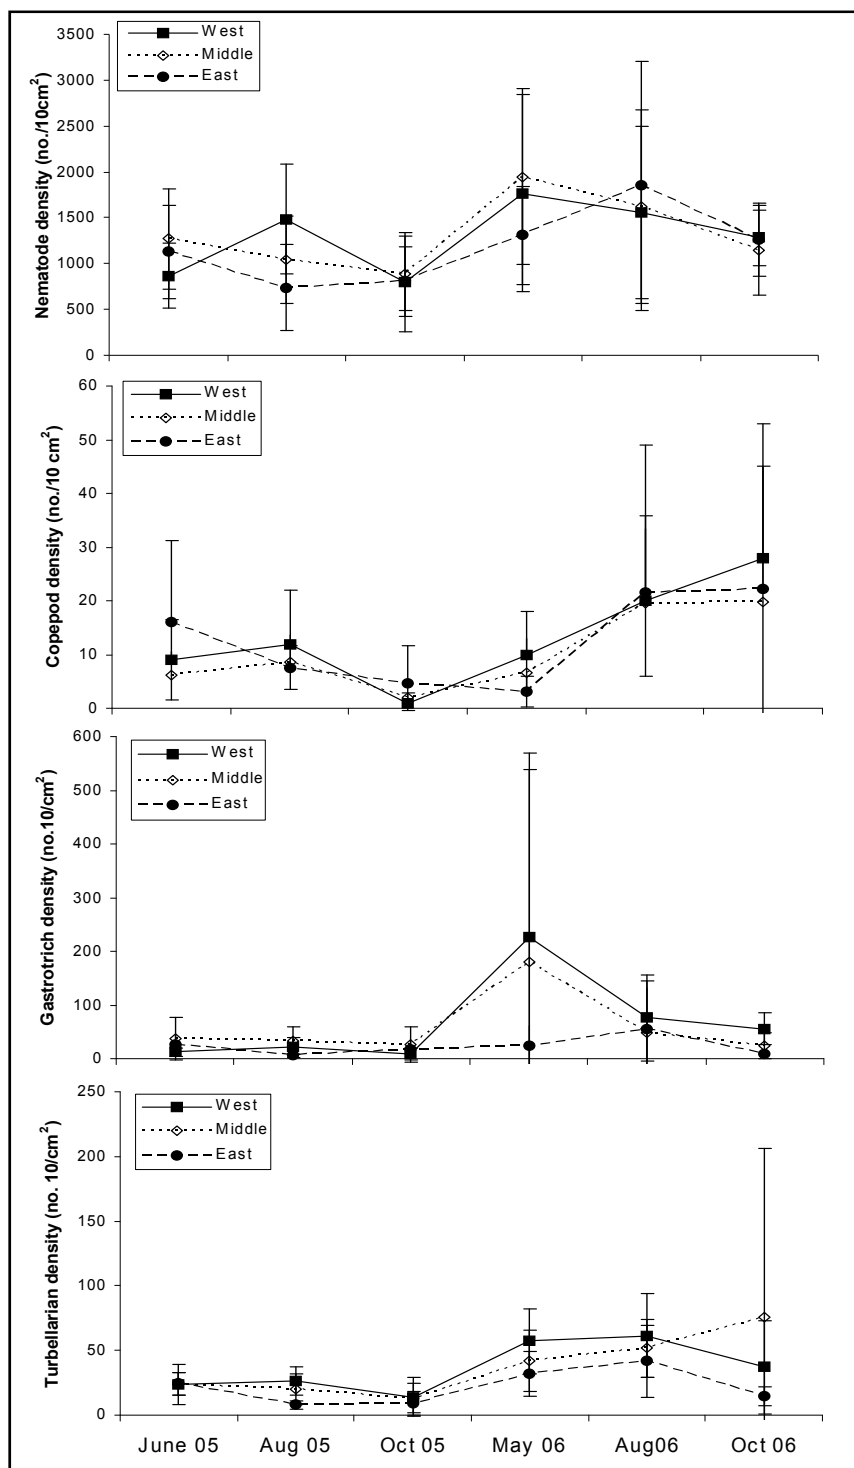 Nematode density (no./10cm²)
3500
3000
2500
2000
1500
1000
500
0
West
Middle
East
Copepod density (no./10 cm²)
60
50
40
30
20
10
0
West
Middle
East
Gastrotrich density (no.10/cm²)
600
500
400
300
200
100
0
West
Middle
East
Turbellarian density (no. 10/cm²)
250
200
150
100
50
0
West
Middle
East
June 05 Aug 05 Oct 05 May 06 Aug06 Oct 06